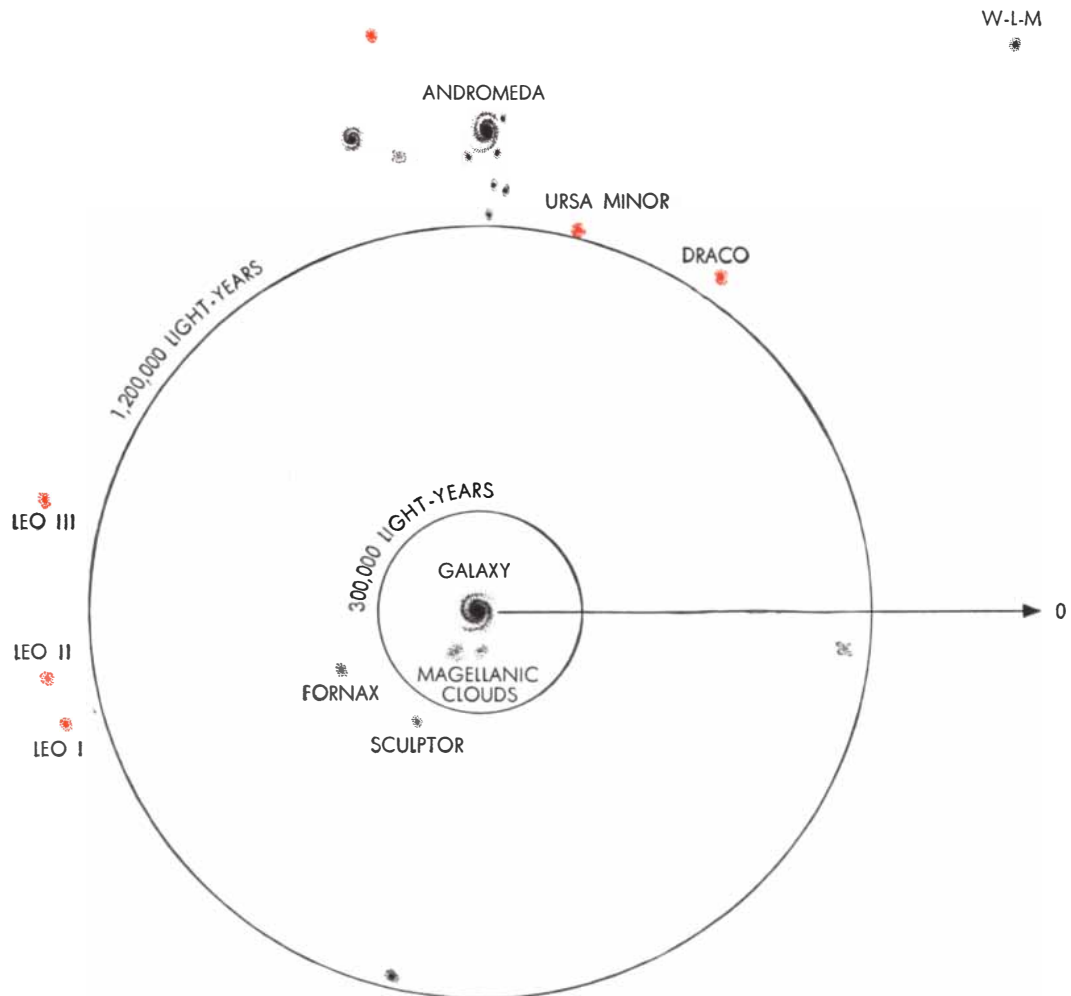 W-L-M
ANDROMEDA
URSA MINOR
DRACO
1,200,000 LIGHT-YEARS
LEO III
300,000 LIGHT-YEARS
GALAXY
0
LEO II
MAGELLANIC
CLOUDS
FORNAX
SCULPTOR
LEO I